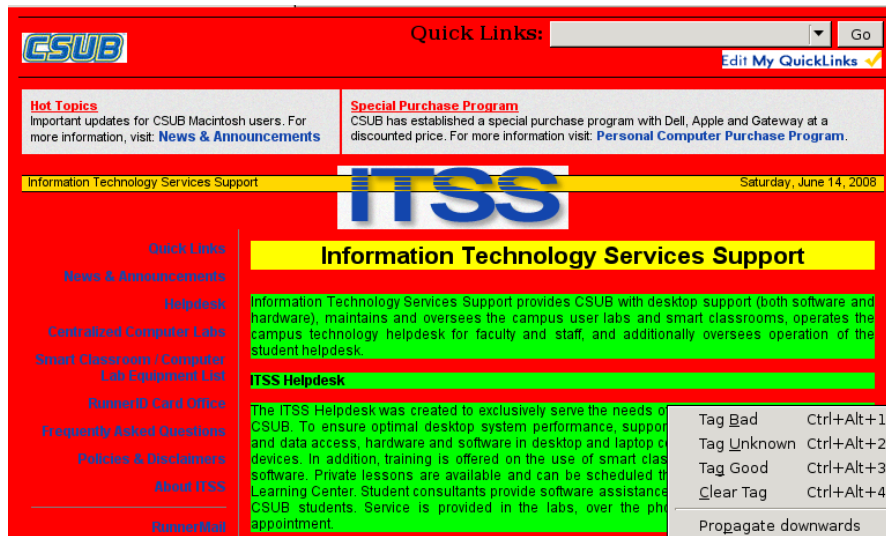 Quick Links:
Go
CSUB
Edit My QuickLinks
Hot Topics
Important updates for CSUB Macintosh users. For
more information, visit: News & Announcements
Special Purchase Program
CSUB has established a special purchase program with Dell, Apple and Gateway at a
discounted price. For more information visit: Personal Computer Purchase Program.
Information Technology Services Support
ITSS
Saturday, June 14, 2008
Quick Links
News & Announcements
Helpdesk
Centralized Computer Labs
Smart Classroom / Computer
Lab Equipment List
RunnerID Card Office
Frequently Asked Questions
Policies & Disclaimers
About ITSS
RunnerMail
Information Technology Services Support
Information Technology Services Support provides CSUB with desktop support (both software and
hardware), maintains and oversees the campus user labs and smart classrooms, operates the
campus technology helpdesk for faculty and staff, and additionally oversees operation of the
student helpdesk.
ITSS Helpdesk
The ITSS Helpdesk was created to exclusively serve the needs o
CSUB. To ensure optimal desktop system performance, suppor
and data access, hardware and software in desktop and laptop c
devices. In addition, training is offered on the use of smart clas
software. Private lessons are available and can be scheduled th
Learning Center. Student consultants provide software assistance
CSUB students. Service is provided in the labs, over the pho
appointment.
Tag Bad Ctrl+Alt+1
Tag Unknown Ctrl+Alt+2
Tag Good Ctrl+Alt+3
Clear Tag Ctrl+Alt+4
Propagate downwards